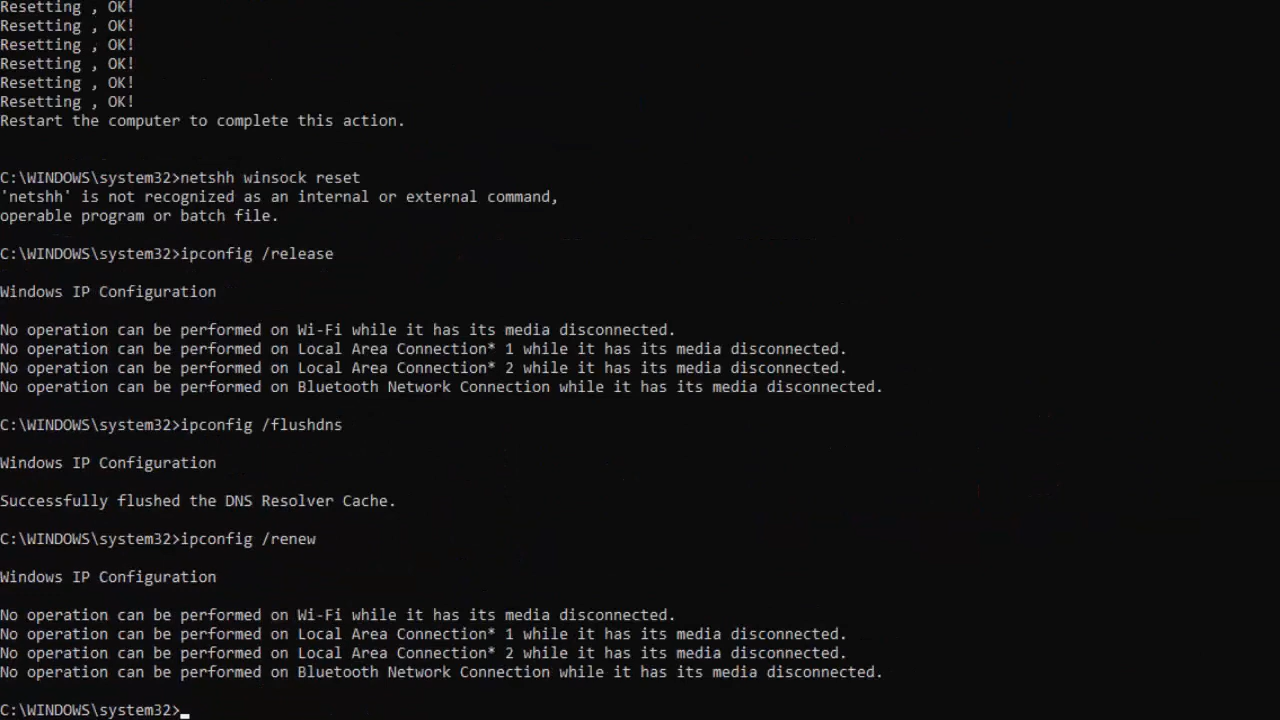 Resetting , OK!
Resetting , OK!
Resetting , OK!
Resetting , OK!
Resetting , OK!
Resetting , OK!
Restart the computer to complete this action.
C:\WINDOWS\system32>netshh winsock reset
'netshh' is not recognized as an internal or external command,
operable program or batch file.
C:\WINDOWS\system32>ipconfig /release
Windows IP Configuration
No operation can be performed on Wi-Fi while it has its media disconnected.
No operation can be performed on Local Area Connection* 1 while it has its media disconnected.
No operation can be performed on Local Area Connection* 2 while it has its media disconnected.
No operation can be performed on Bluetooth Network Connection while it has its media disconnected.
C:\WINDOWS\system32>ipconfig /flushdns
Windows IP Configuration
Successfully flushed the DNS Resolver Cache.
C:\WINDOWS\system32>ipconfig /renew
Windows IP Configuration
No operation can be performed on Wi-Fi while it has its media disconnected.
No operation can be performed on Local Area Connection* 1 while it has its media disconnected.
No operation can be performed on Local Area Connection* 2 while it has its media disconnected.
No operation can be performed on Bluetooth Network Connection while it has its media disconnected.
C:\WINDOWS\system32>